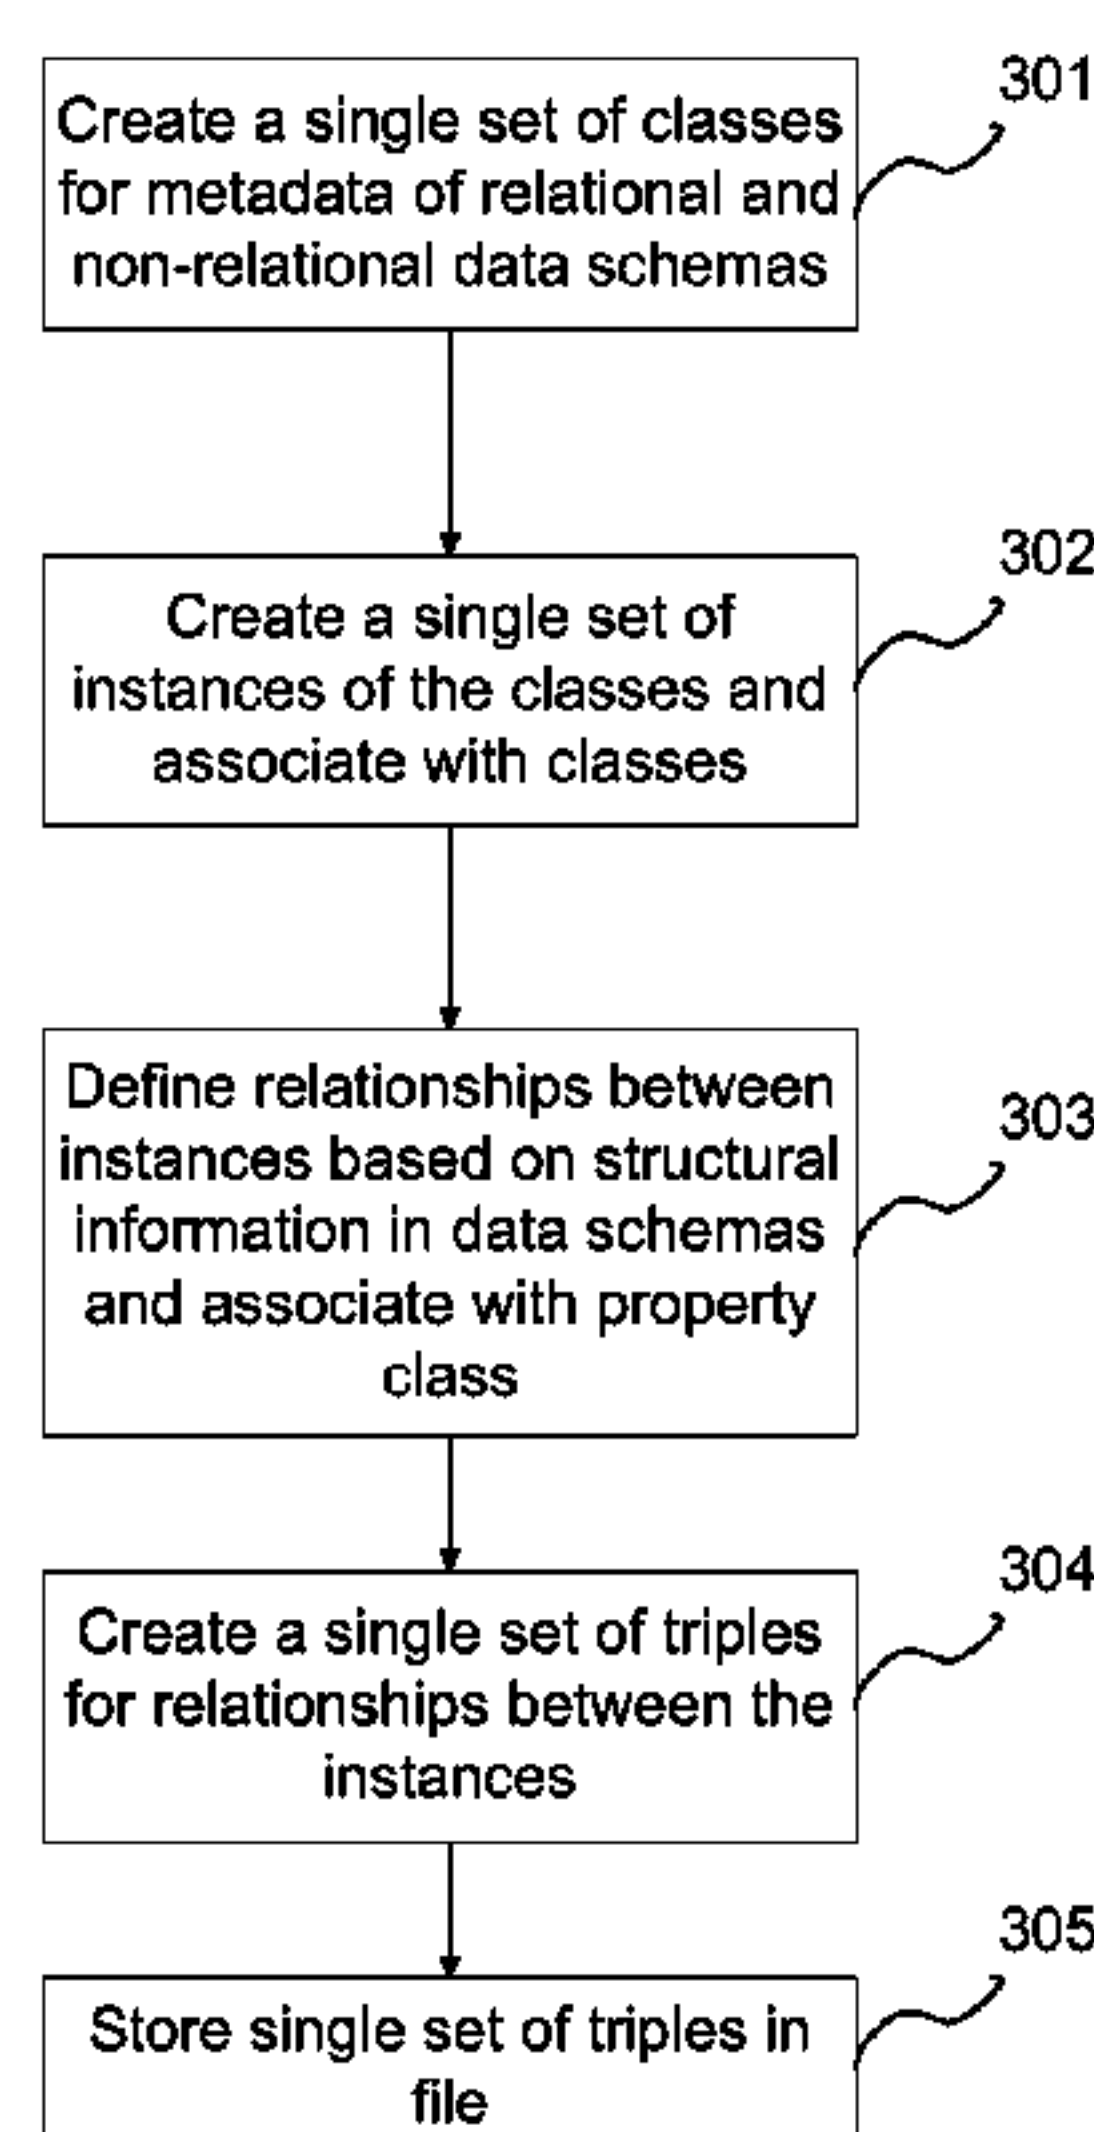 301
Create a single set of classes
for metadata of relational and
non-relational data schemas
302
Create a single set of
instances of the classes and
associate with classes
303
Define relationships between
instances based on structural
information in data schemas
and associate with property
class
304
Create a single set of triples
for relationships between the
instances
305
Store single set of triples in
file